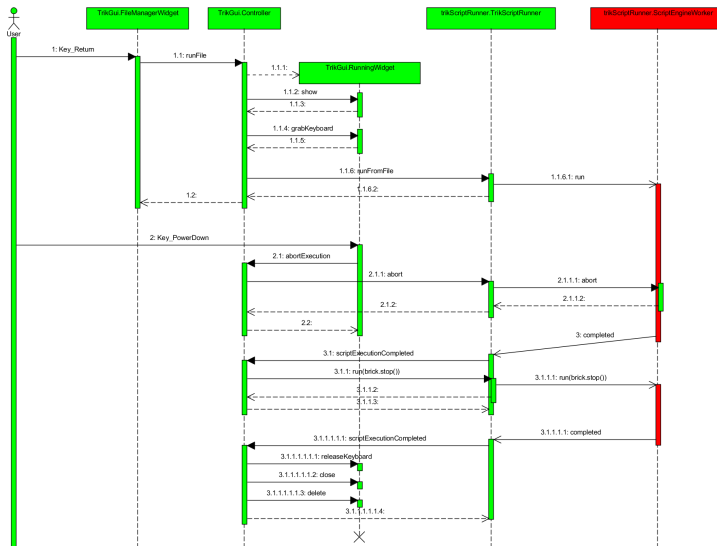 TrikGui.FileManagerWidget
TrikGui.Controller
trikScriptRunner.TrikScriptRunner
trikScriptRunner.ScriptEngineWorker
User
1: Key_Return
1.1: runFile
1.1.1:
TrikGui.RunningWidget
1.1.2: show
1.1.3:
1.1.4: grabKeyboard
1.1.5:
1.1.6: runFromFile
1.1.6.1: run
1.1.6.2:
1.2:
2: Key_PowerDown
2.1: abortExecution
2.1.1: abort
2.1.1.1: abort
2.1.1.2:
2.1.2:
2.2:
3: completed
3.1: scriptExecutionCompleted
3.1.1: run(brick.stop())
3.1.1.1: run(brick.stop())
3.1.1.2:
3.1.1.3:
3.1.1.1.1: completed
3.1.1.1.1.1: scriptExecutionCompleted
3.1.1.1.1.1.1: releaseKeyboard
3.1.1.1.1.1.2: close
3.1.1.1.1.1.3: delete
3.1.1.1.1.1.4: